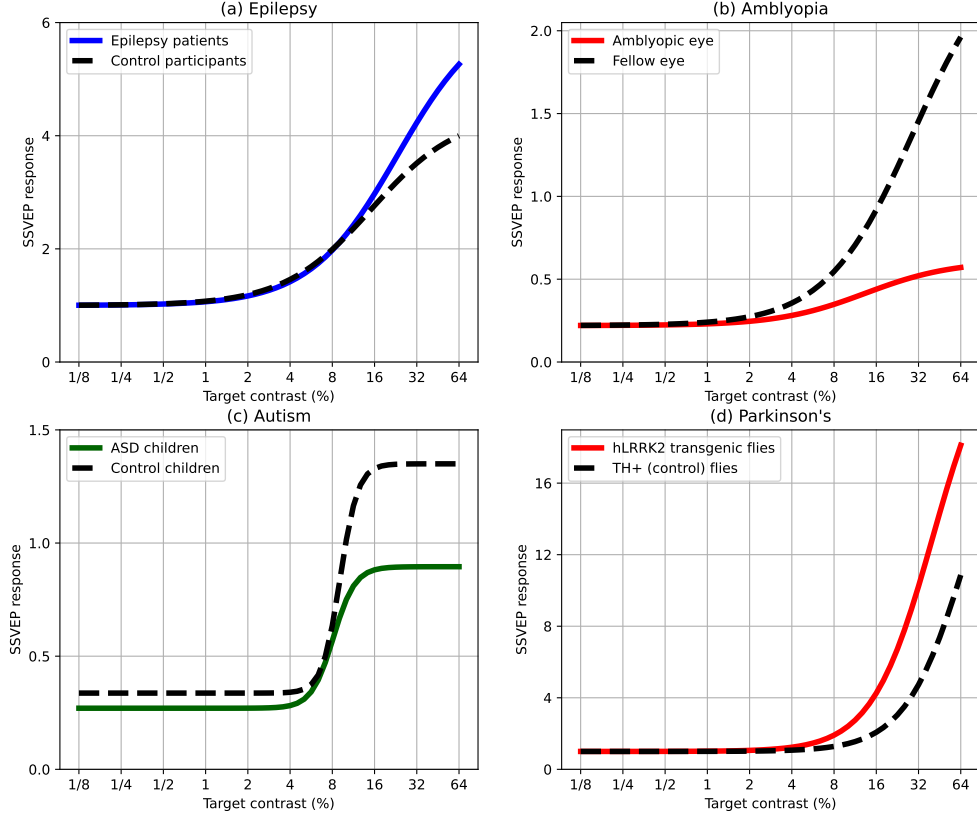 (a) Epilepsy
6
4
2
0
SSVEP response
Epilepsy patients
Control participants
1/8 1/4 1/2 1 2 4 8 16 32 64
Target contrast (%)
(b) Amblyopia
2.0
1.5
1.0
0.5
0.0
SSVEP response
Amblyopic eye
Fellow eye
1/8 1/4 1/2 1 2 4 8 16 32 64
Target contrast (%)
(c) Autism
1.5
1.0
0.5
0.0
SSVEP response
ASD children
Control children
1/8 1/4 1/2 1 2 4 8 16 32 64
Target contrast (%)
(d) Parkinson's
16
12
8
4
0
SSVEP response
hLRRK2 transgenic flies
TH+ (control) flies
1/8 1/4 1/2 1 2 4 8 16 32 64
Target contrast (%)